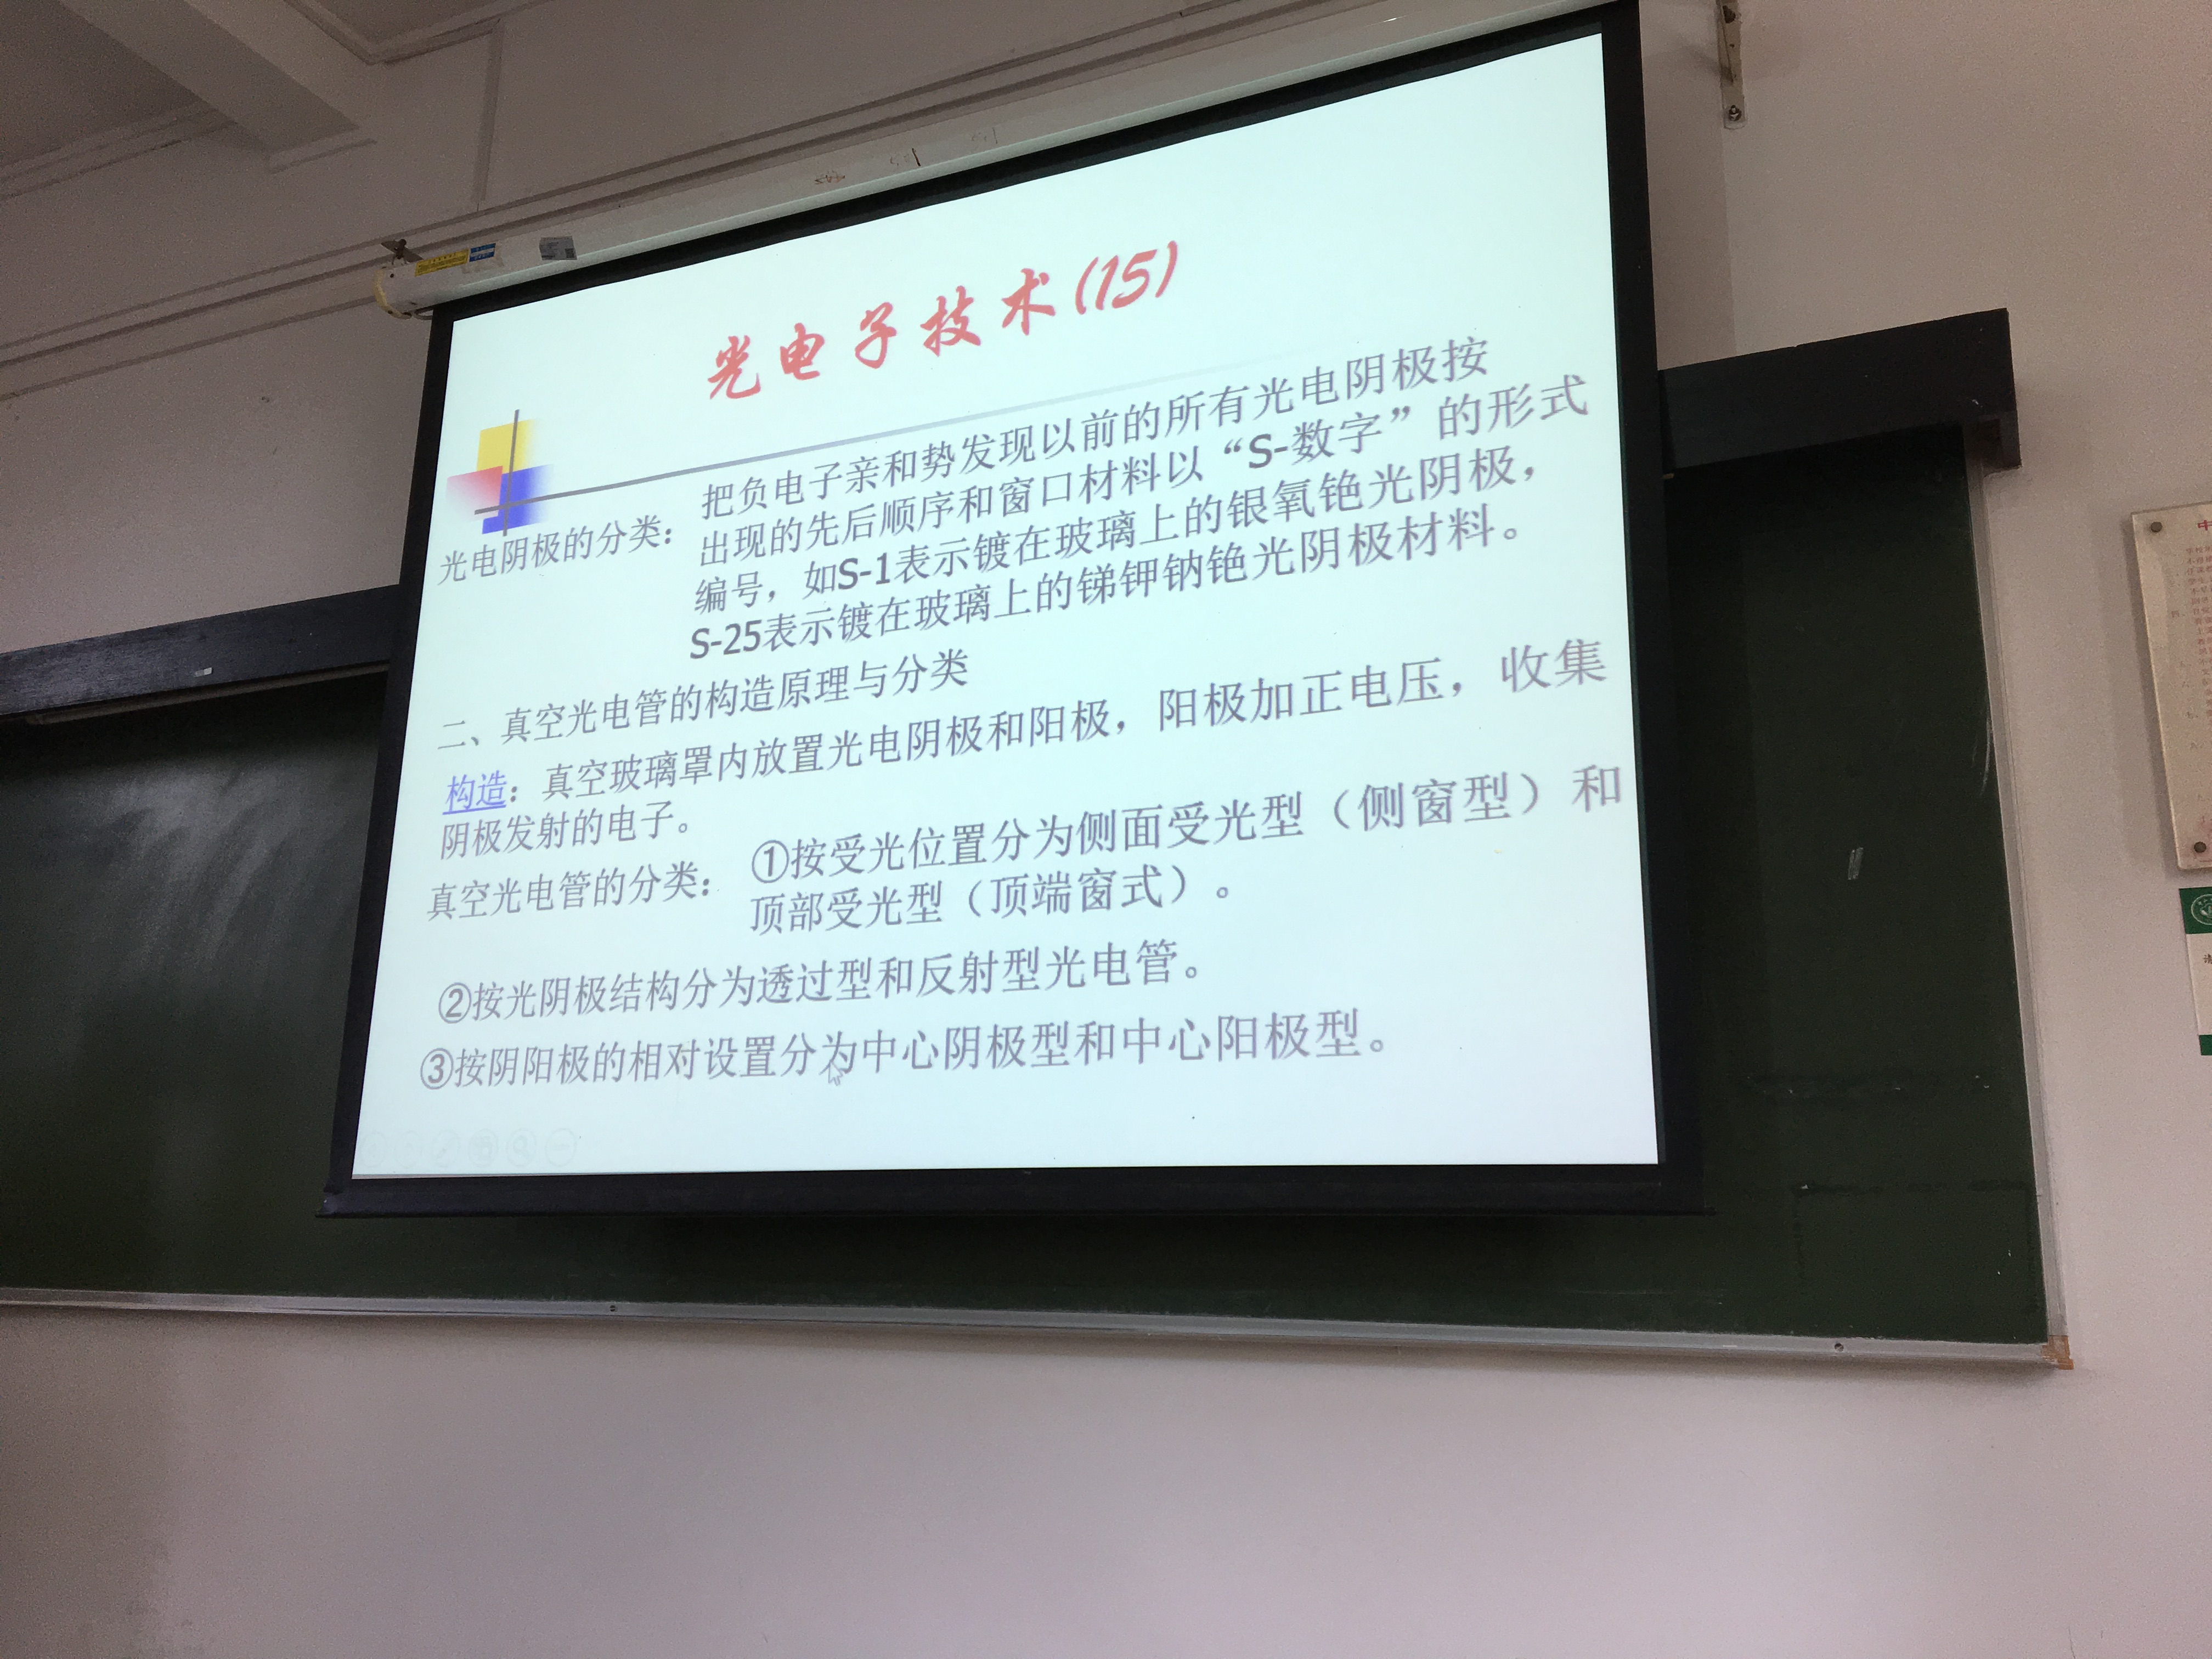 光电子技术(15)
光电阴极的分类：
把负电子亲和势发现以前的所有光电阴极按
出现的先后顺序和窗口材料以“S-数字”的形式
编号，如S-1表示镀在玻璃上的银氧铯光阴极，
S-25表示镀在玻璃上的锑钾钠铯光阴极材料。
二、真空光电管的构造原理与分类
构造：真空玻璃罩内放置光电阴极和阳极，阳极加正电压，收集
阴极发射的电子。
真空光电管的分类：
①按受光位置分为侧面受光型（侧窗型）和
顶部受光型（顶端窗式）。
②按光阴极结构分为透过型和反射型光电管。
③按阴阳极的相对设置分为中心阴极型和中心阳极型。